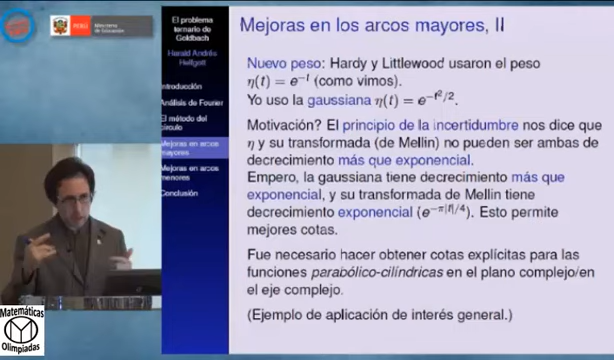 PERÚ
Ministerio
de Educación
El problema
ternario de
Goldbach
Harald Andrés
Helfgott
Introducción
Análisis de Fourier
El método del
círculo
Mejoras en arcos
mayores
Mejoras en arcos
menores
Conclusión
Mejoras en los arcos mayores, II
Nuevo peso: Hardy y Littlewood usaron el peso
η(t) = e^{-t} (como vimos).
Yo uso la gaussiana η(t) = e^{-t²/2}.
Motivación? El principio de la incertidumbre nos dice que
η y su transformada (de Mellin) no pueden ser ambas de
decrecimiento más que exponencial.
Empero, la gaussiana tiene decrecimiento más que
exponencial, y su transformada de Mellin tiene
decrecimiento exponencial (e^{-π|t|/4}). Esto permite
mejores cotas.
Fue necesario hacer obtener cotas explícitas para las
funciones parabólico-cilíndricas en el plano complejo/en
el eje complejo.
(Ejemplo de aplicación de interés general.)
Matemáticas
Olimpiadas